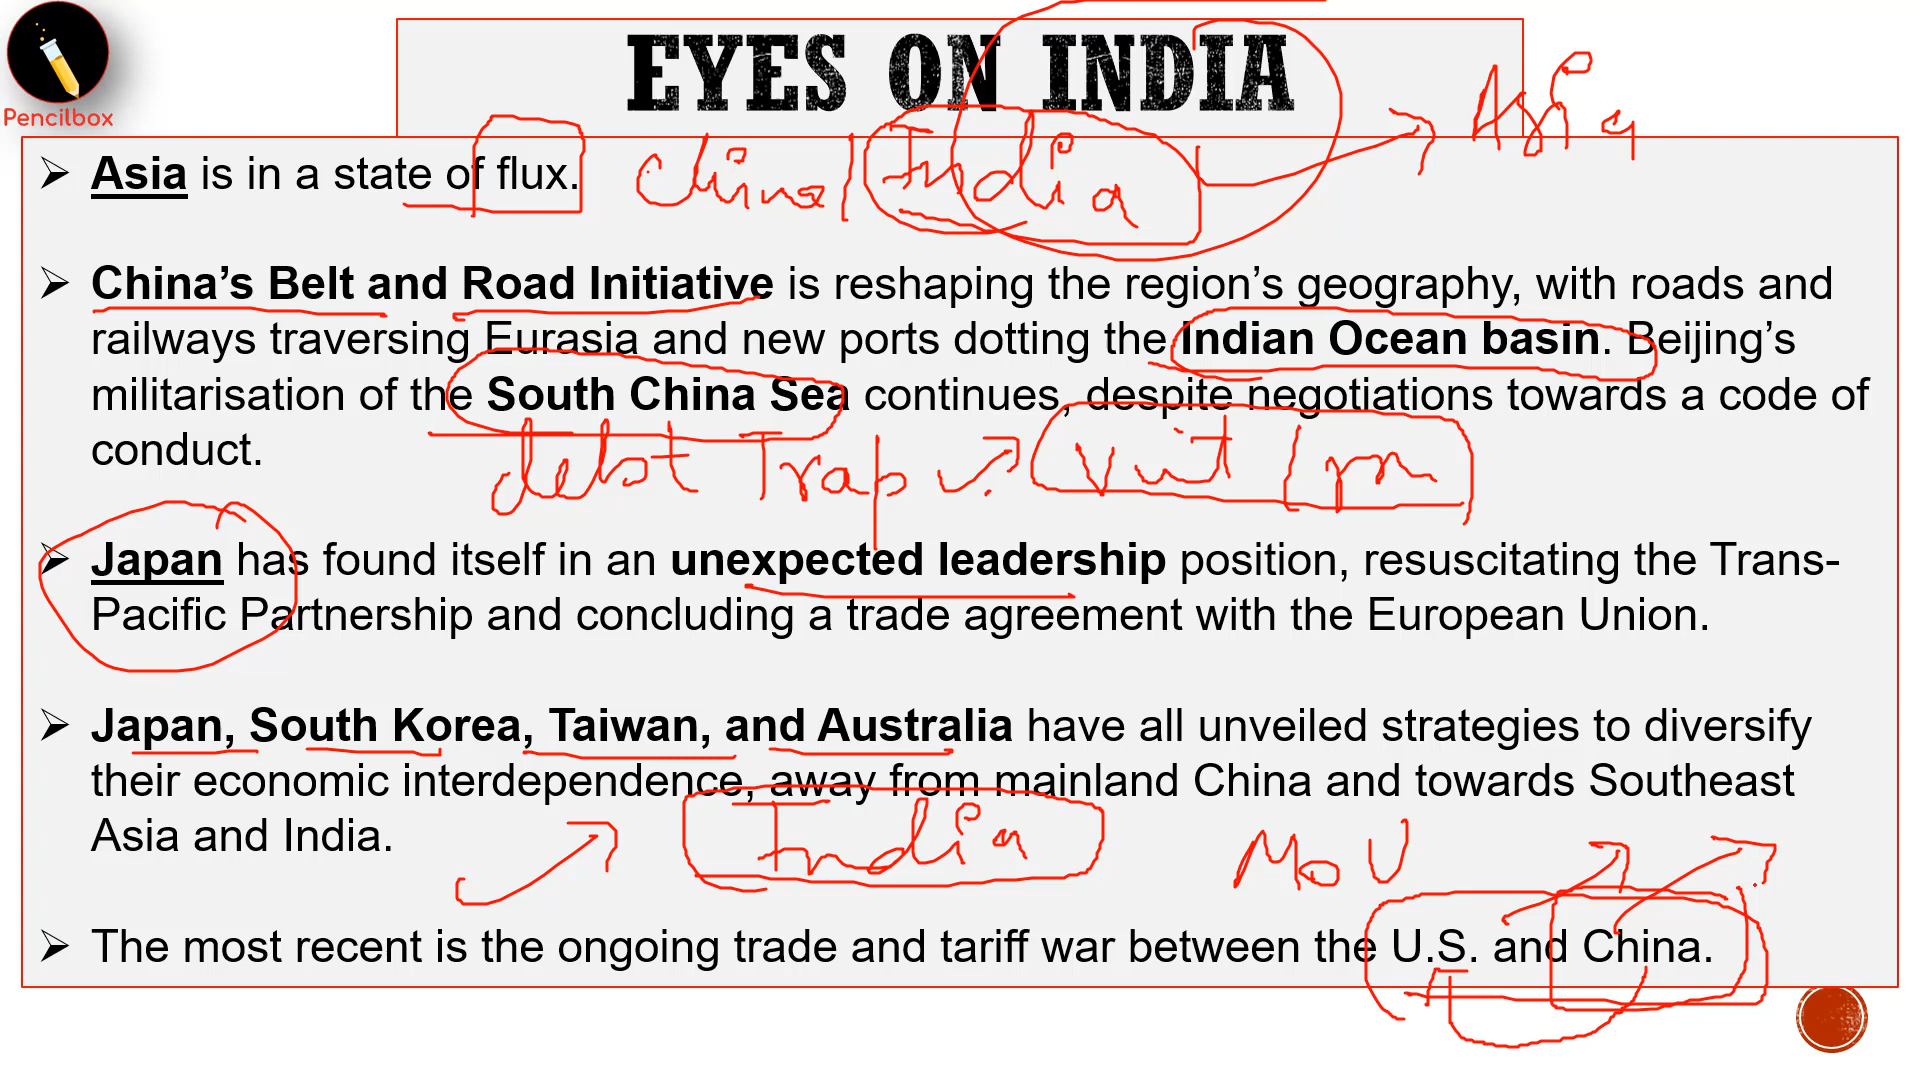 Pencilbox
EYES ON INDIA
Asia
➢ Asia is in a state of flux.
China/ India
➢ China’s Belt and Road Initiative is reshaping the region’s geography, with roads and
railways traversing Eurasia and new ports dotting the Indian Ocean basin. Beijing’s
militarisation of the South China Sea continues, despite negotiations towards a code of
conduct.
debt Trap
➢ Japan has found itself in an unexpected leadership position, resuscitating the Trans-
Pacific Partnership and concluding a trade agreement with the European Union.
➢ Japan, South Korea, Taiwan, and Australia have all unveiled strategies to diversify
their economic interdependence, away from mainland China and towards Southeast
Asia and India.
India
MoU
➢ The most recent is the ongoing trade and tariff war between the U.S. and China.